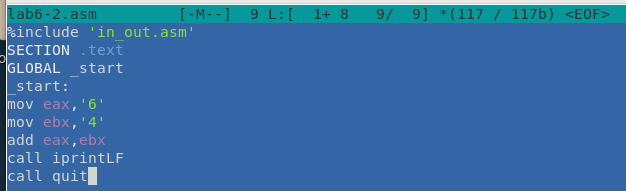 lab6-2.asm [-M--] 9 L:[ 1+ 8 9/ 9] *(117 / 117b) <EOF>
%include 'in_out.asm'
SECTION .text
GLOBAL _start
_start:
mov eax,'6'
mov ebx,'4'
add eax,ebx
call iprintLF
call quit